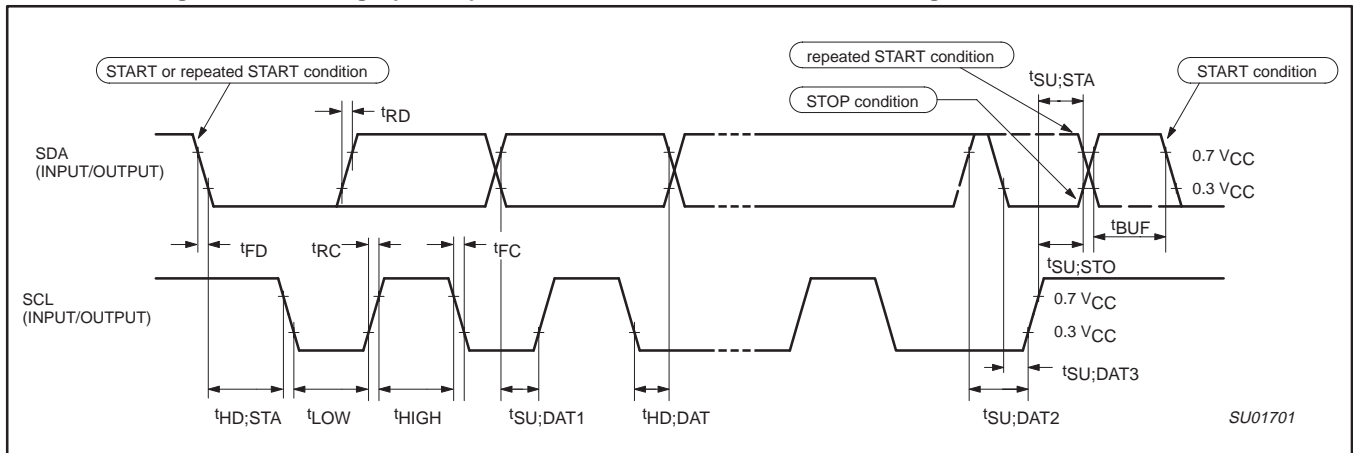 START or repeated START condition
repeated START condition
START condition
STOP condition
tSU;STA
tRD
SDA
(INPUT/OUTPUT)
0.7 VCC
0.3 VCC
tBUF
tFD
tRC
tFC
tSU;STO
SCL
(INPUT/OUTPUT)
0.7 VCC
0.3 VCC
tSU;DAT3
tHD;STA
tLOW
tHIGH
tSU;DAT1
tHD;DAT
tSU;DAT2
SU01701